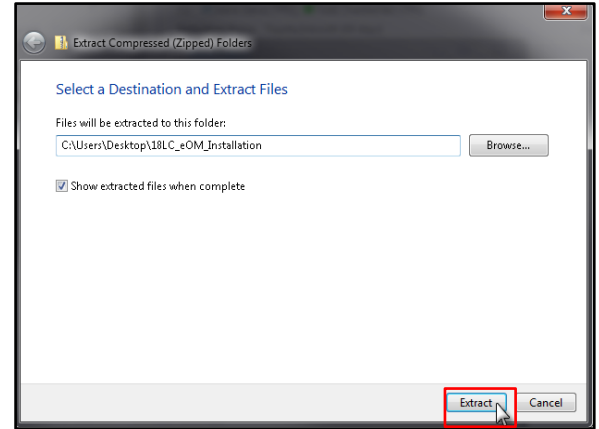 Extract Compressed (Zipped) Folders
Select a Destination and Extract Files
Files will be extracted to this folder:
C:\Users\Desktop\18LC_eOM_Installation
Browse...
Show extracted files when complete
Extract
Cancel